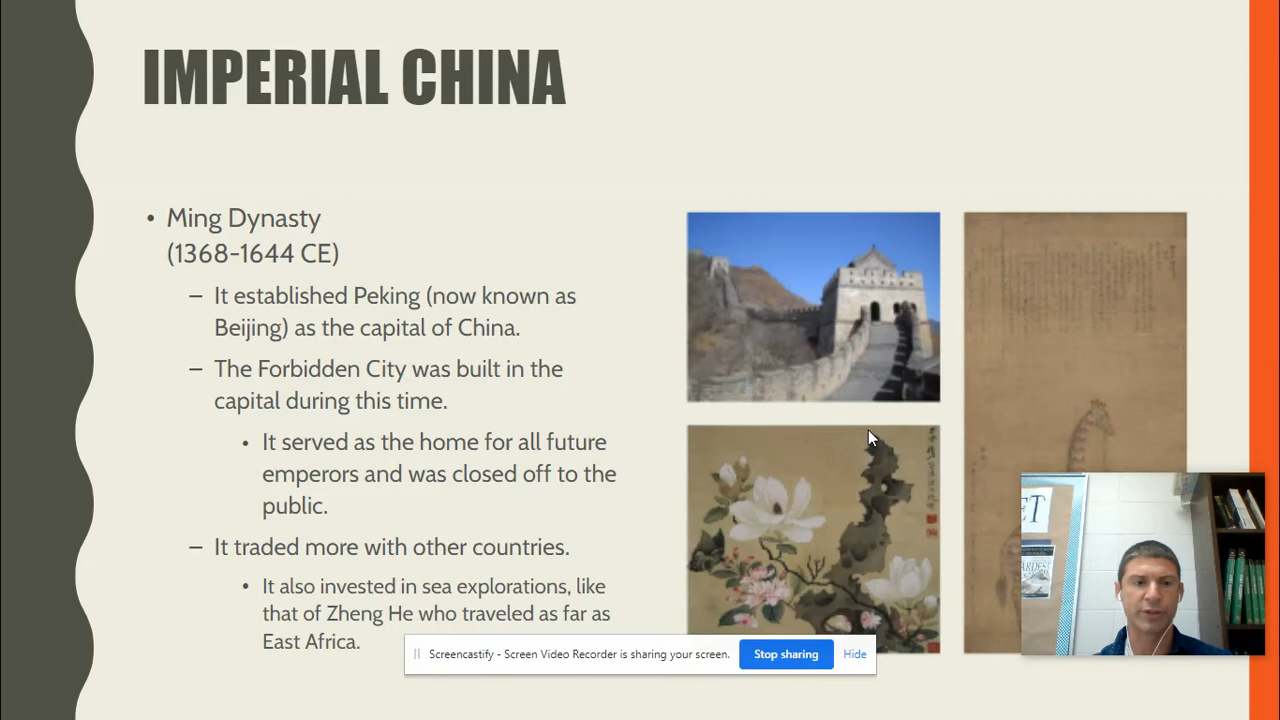 IMPERIAL CHINA
• Ming Dynasty
(1368-1644 CE)
– It established Peking (now known as
Beijing) as the capital of China.
– The Forbidden City was built in the
capital during this time.
• It served as the home for all future
emperors and was closed off to the
public.
– It traded more with other countries.
• It also invested in sea explorations, like
that of Zheng He who traveled as far as
East Africa.
Screencastify - Screen Video Recorder is sharing your screen.
Stop sharing
Hide
ET